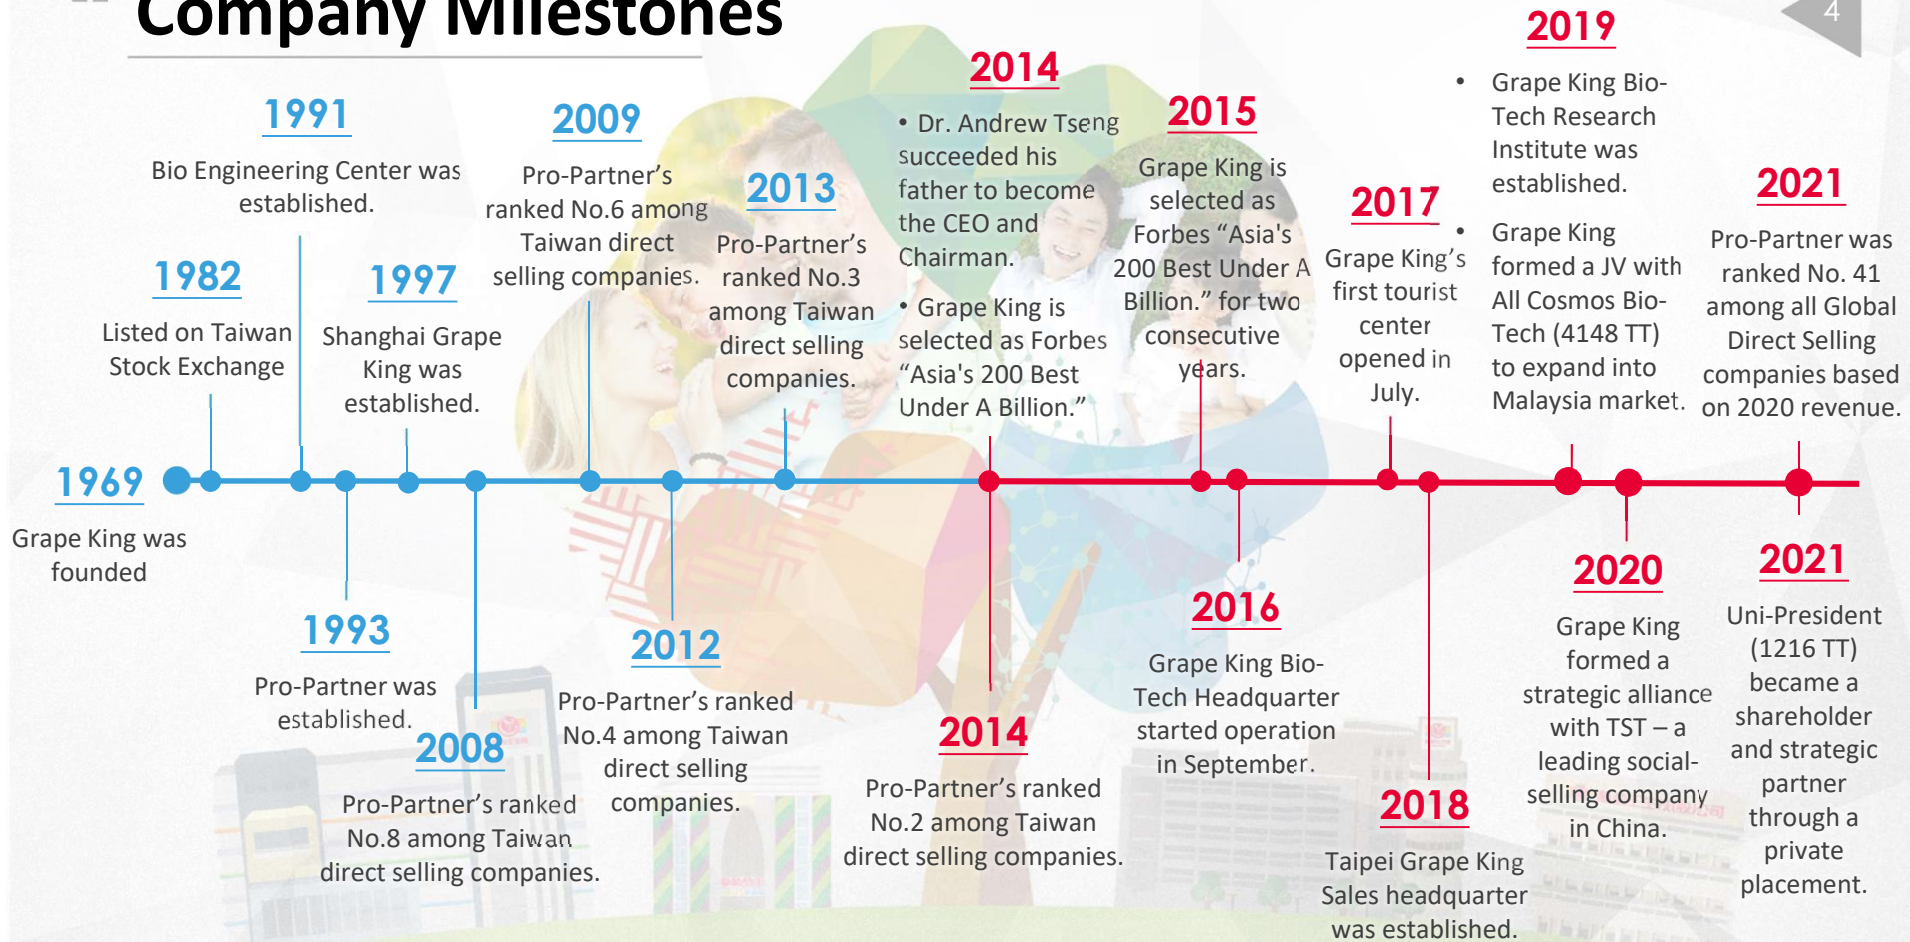 Company Milestones
4
1969
Grape King was
founded
1982
Listed on Taiwan
Stock Exchange
1991
Bio Engineering Center was
established.
1993
Pro-Partner was
established.
1997
Shanghai Grape
King was
established.
2008
Pro-Partner’s ranked
No.8 among Taiwan
direct selling companies.
2009
Pro-Partner’s
ranked No.6 among
Taiwan direct
selling companies.
2012
Pro-Partner’s ranked
No.4 among Taiwan
direct selling
companies.
2013
Pro-Partner’s
ranked No.3
among Taiwan
direct selling
companies.
2014
• Dr. Andrew Tseng
succeeded his
father to become
the CEO and
Chairman.
• Grape King is
selected as Forbes
“Asia's 200 Best
Under A Billion.”
2014
Pro-Partner’s ranked
No.2 among Taiwan
direct selling companies.
2015
Grape King is
selected as
Forbes “Asia's
200 Best Under A
Billion.” for two
consecutive
years.
2016
Grape King Bio-
Tech Headquarter
started operation
in September.
2017
Grape King’s
first tourist
center
opened in
July.
2018
Taipei Grape King
Sales headquarter
was established.
2019
• Grape King Bio-
Tech Research
Institute was
established.
• Grape King
formed a JV with
All Cosmos Bio-
Tech (4148 TT)
to expand into
Malaysia market.
2020
Grape King
formed a
strategic alliance
with TST – a
leading social-
selling company
in China.
2021
Pro-Partner was
ranked No. 41
among all Global
Direct Selling
companies based
on 2020 revenue.
2021
Uni-President
(1216 TT)
became a
shareholder
and strategic
partner
through a
private
placement.